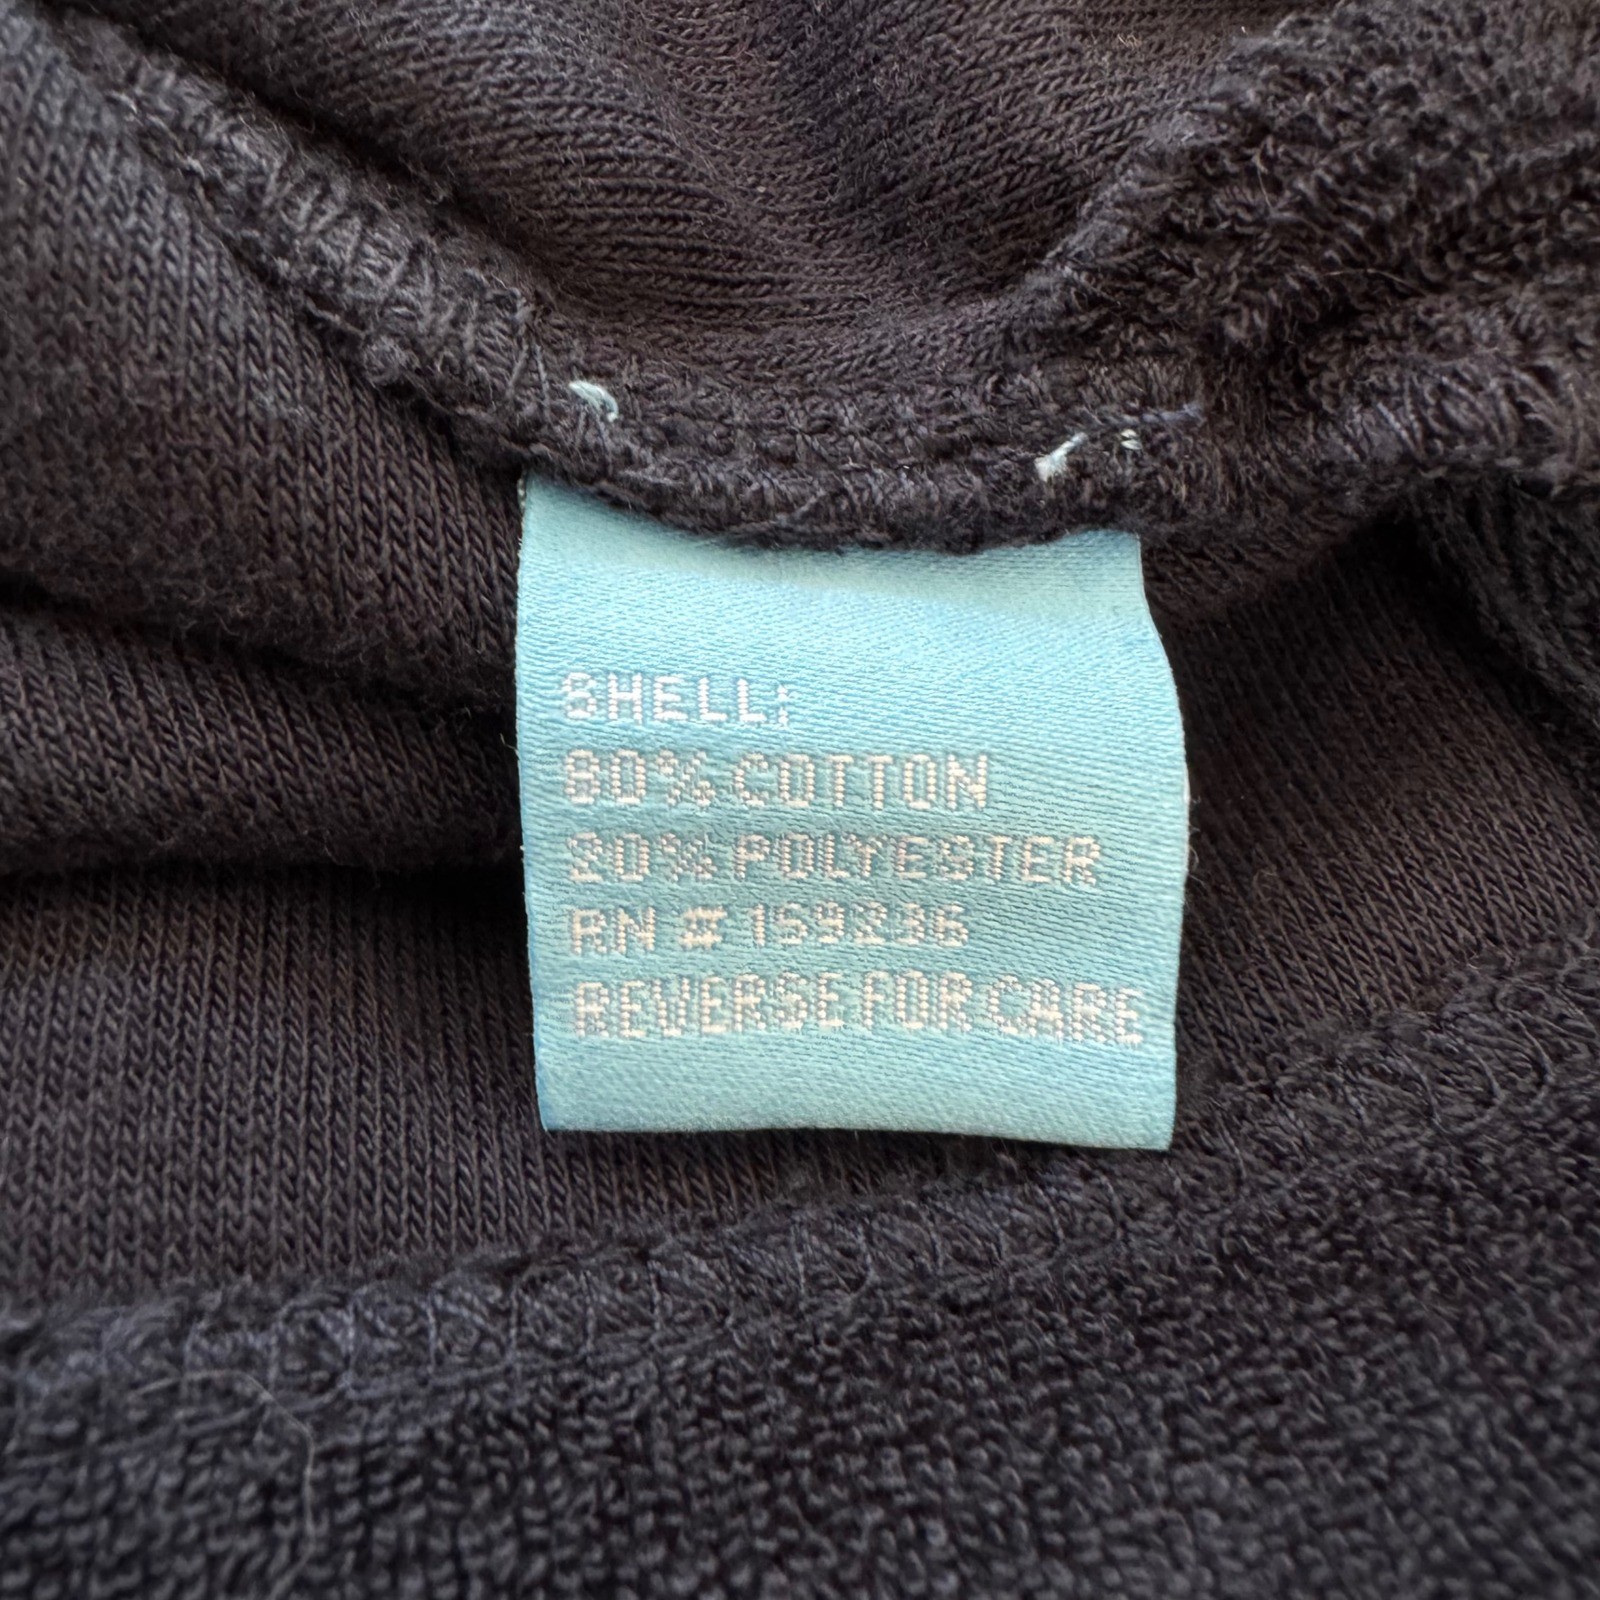 SHELL:
80% COTTON
20% POLYESTER
RN # 159236
REVERSE FOR CARE